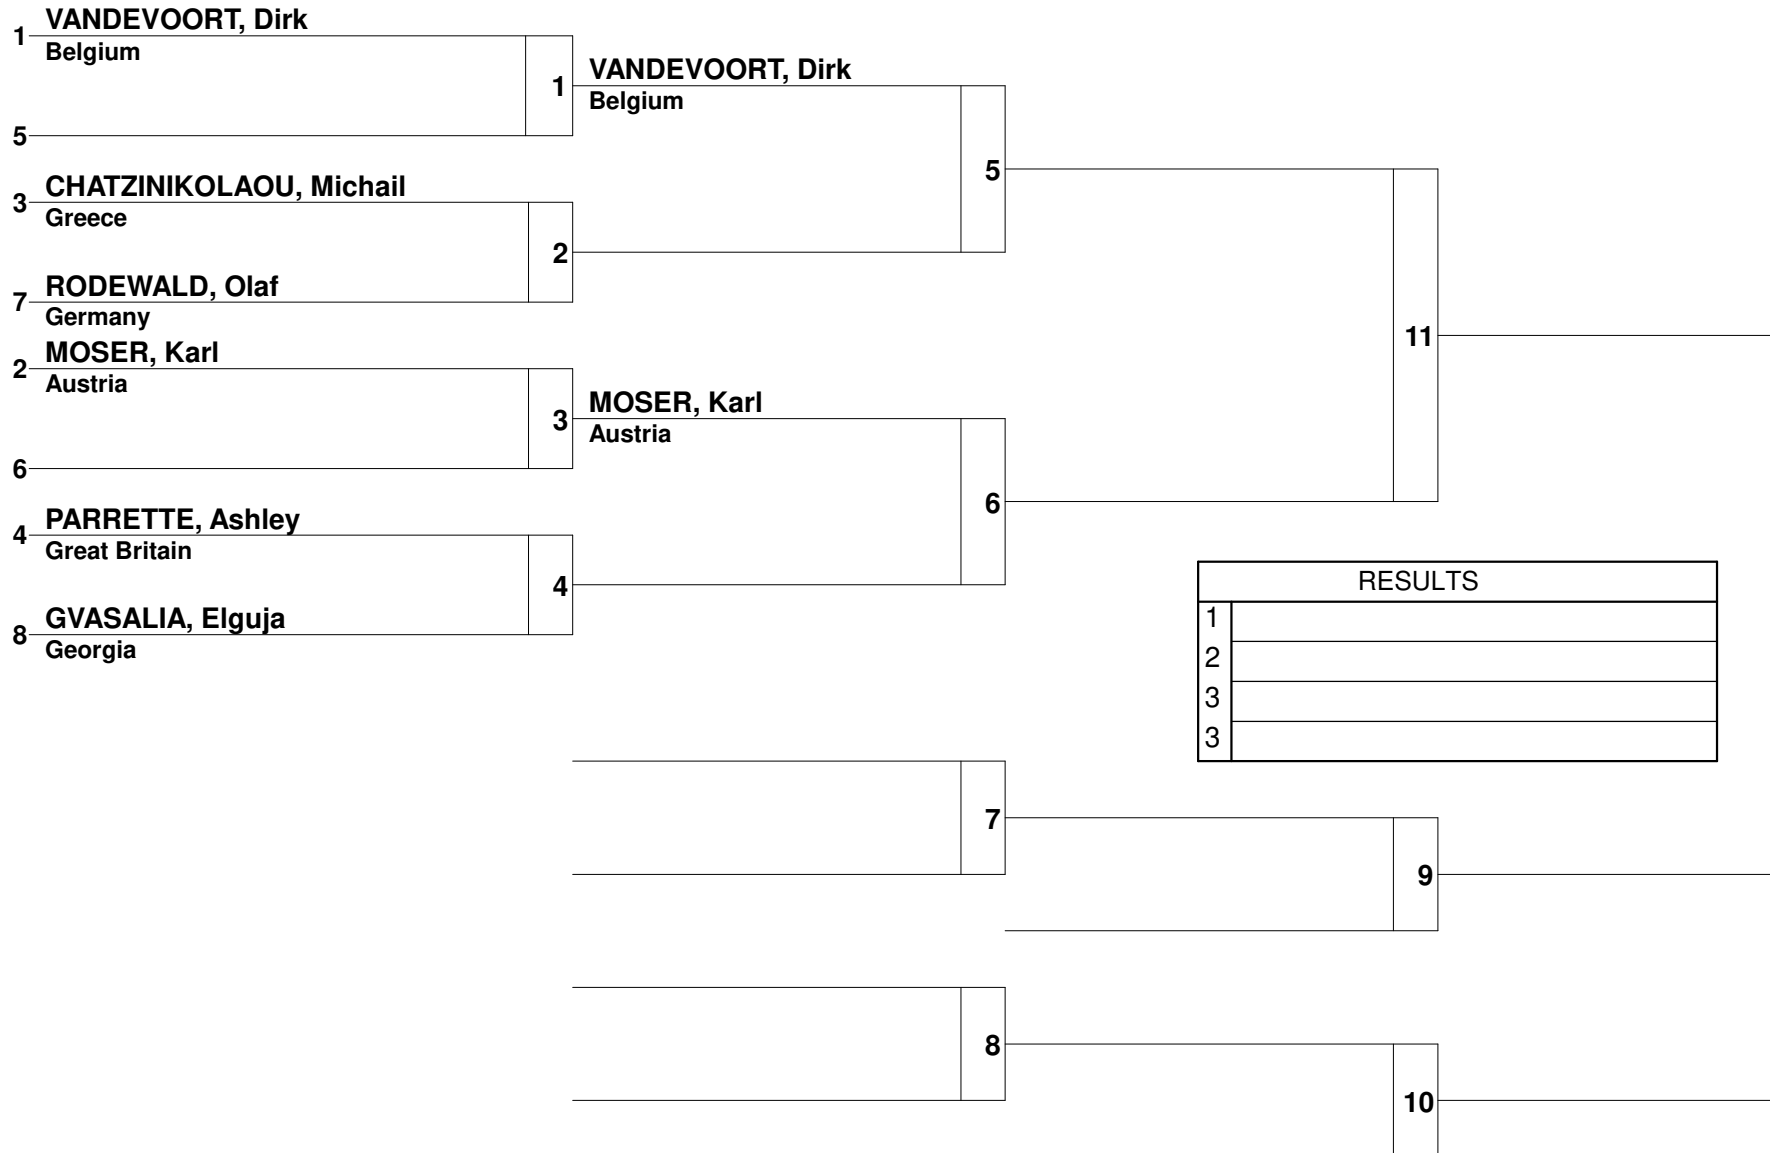 VANDEVOORT, Dirk
1
Belgium
1
VANDEVOORT, Dirk
Belgium
5
5
CHATZINIKOLAOU, Michail
3
Greece
2
RODEWALD, Olaf
7
Germany
11
MOSER, Karl
2
Austria
3
MOSER, Karl
Austria
6
6
PARRETTE, Ashley
4
Great Britain
4
GVASALIA, Elguja
8
Georgia
RESULTS
1
2
3
3
7
9
8
10